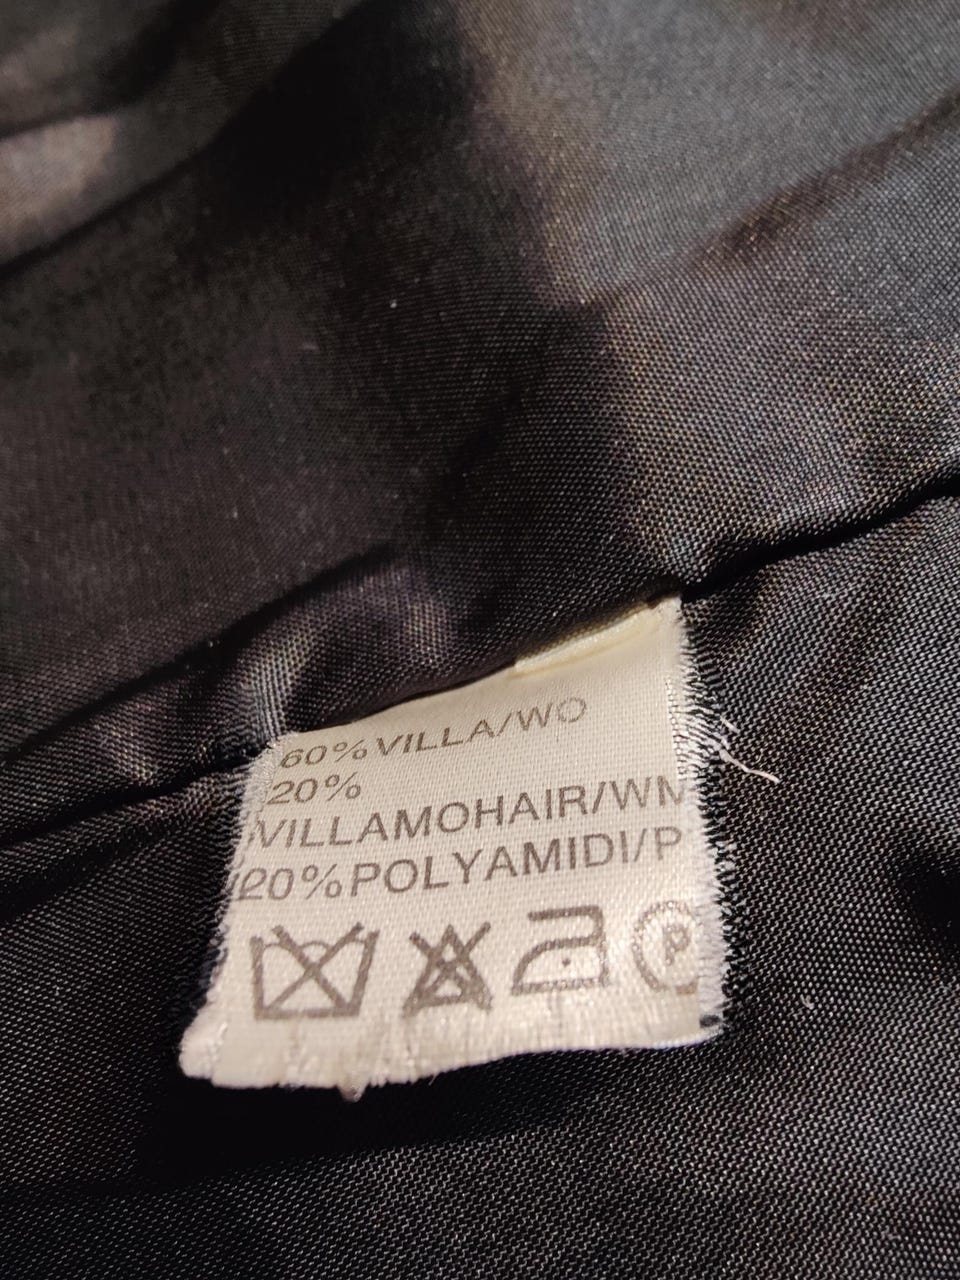 60%VILLA/WO
20%
VILLAMOHAIR/WM
20%POLYAMIDI/P
P